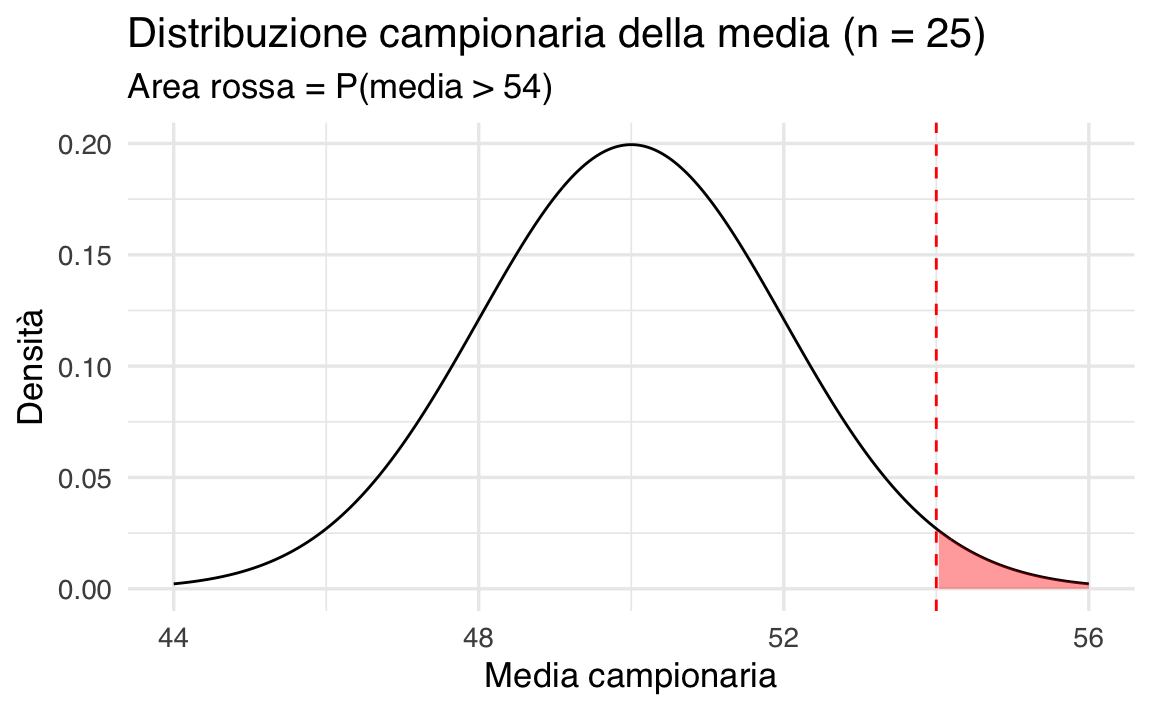 Distribuzione campionaria della media (n = 25)
Area rossa = P(media > 54)
0.20
0.15
0.10
0.05
0.00
Densità
44 48 52 56
Media campionaria